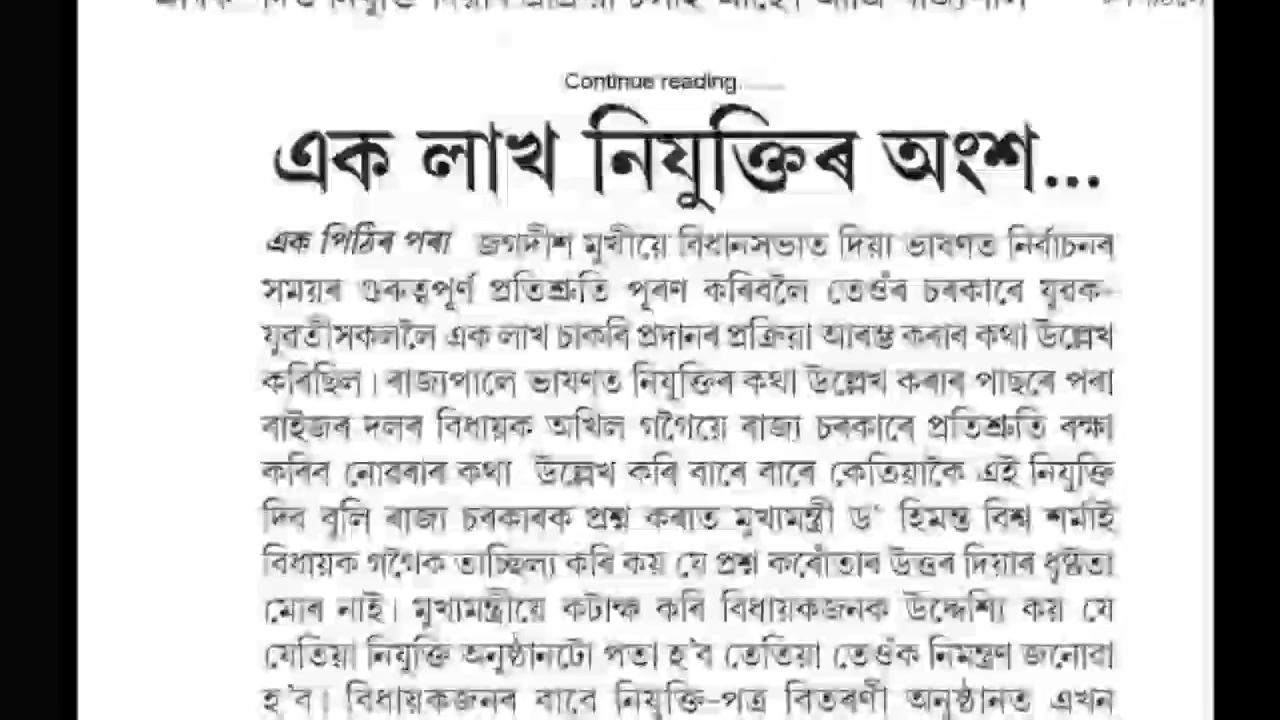 Continue reading........
এক লাখ নিযুক্তিৰ অংশ...
এক পিঠিৰ পৰা জগদীশ মুখীয়ে বিধানসভাত দিয়া ভাষণত নিৰ্বাচনৰ
সময়ৰ গুৰুত্বপূৰ্ণ প্ৰতিশ্ৰুতি পূৰণ কৰিবলৈ তেওঁৰ চৰকাৰে যুৱক-
যুৱতীসকললৈ এক লাখ চাকৰি প্ৰদানৰ প্ৰক্ৰিয়া আৰম্ভ কৰাৰ কথা উল্লেখ
কৰিছিল। ৰাজ্যপালে ভাষণত নিযুক্তিৰ কথা উল্লেখ কৰাৰ পাছৰে পৰা
ৰাইজৰ দলৰ বিধায়ক অখিল গগৈয়ে ৰাজ্য চৰকাৰে প্ৰতিশ্ৰুতি ৰক্ষা
কৰিব নোৱৰাৰ কথা উল্লেখ কৰি বাৰে বাৰে কেতিয়াকৈ এই নিযুক্তি
দিব বুলি ৰাজ্য চৰকাৰক প্ৰশ্ন কৰাত মুখ্যমন্ত্ৰী ড° হিমন্ত বিশ্ব শৰ্মাই
বিধায়ক গগৈক তাচ্ছিল্য কৰি কয় যে প্ৰশ্ন কৰোঁতাৰ উত্তৰ দিয়াৰ ধৃষ্টতা
মোৰ নাই। মুখ্যমন্ত্ৰীয়ে কটাক্ষ কৰি বিধায়কজনক উদ্দেশ্যি কয় যে
যেতিয়া নিযুক্তি অনুষ্ঠানটো পতা হ'ব তেতিয়া তেওঁক নিমন্ত্ৰণ জনোৱা
হ'ব। বিধায়কজনৰ বাবে নিযুক্তি-পত্ৰ বিতৰণী অনুষ্ঠানত এখন